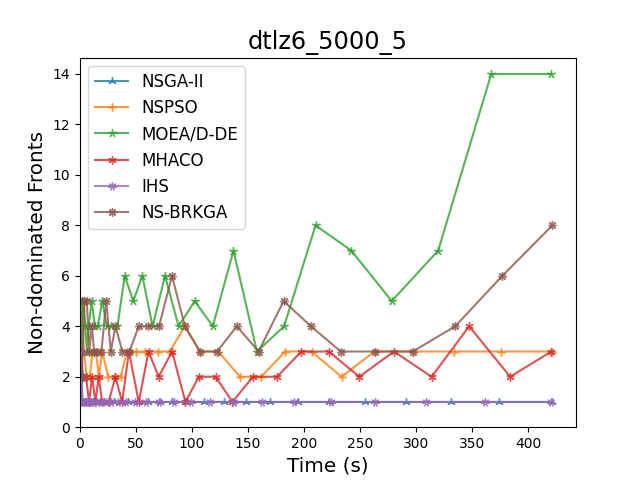 dtlz6_5000_5
NSGA-II
NSPSO
MOEA/D-DE
MHACO
IHS
NS-BRKGA
Non-dominated Fronts
14
12
10
8
6
4
2
0
0 50 100 150 200 250 300 350 400
Time (s)